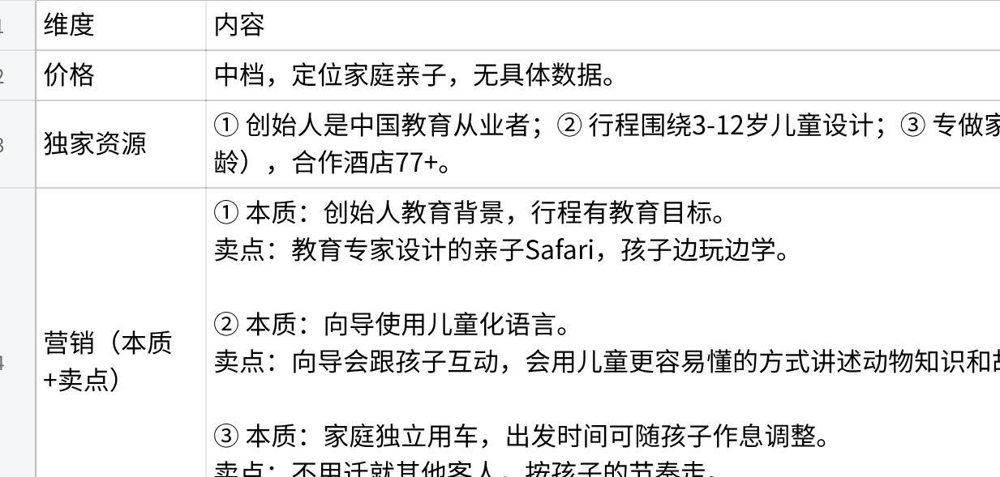 1
维度
内容
2
价格
中档，定位家庭亲子，无具体数据。
3
独家资源
① 创始人是中国教育从业者；② 行程围绕3-12岁儿童设计；③ 专做家
龄），合作酒店77+。
4
营销（本质
+卖点）
① 本质：创始人教育背景，行程有教育目标。
卖点：教育专家设计的亲子Safari，孩子边玩边学。
② 本质：向导使用儿童化语言。
卖点：向导会跟孩子互动，会用儿童更容易懂的方式讲述动物知识和故
③ 本质：家庭独立用车，出发时间可随孩子作息调整。
卖点：不用迁就其他客人，按孩子的节奏走。